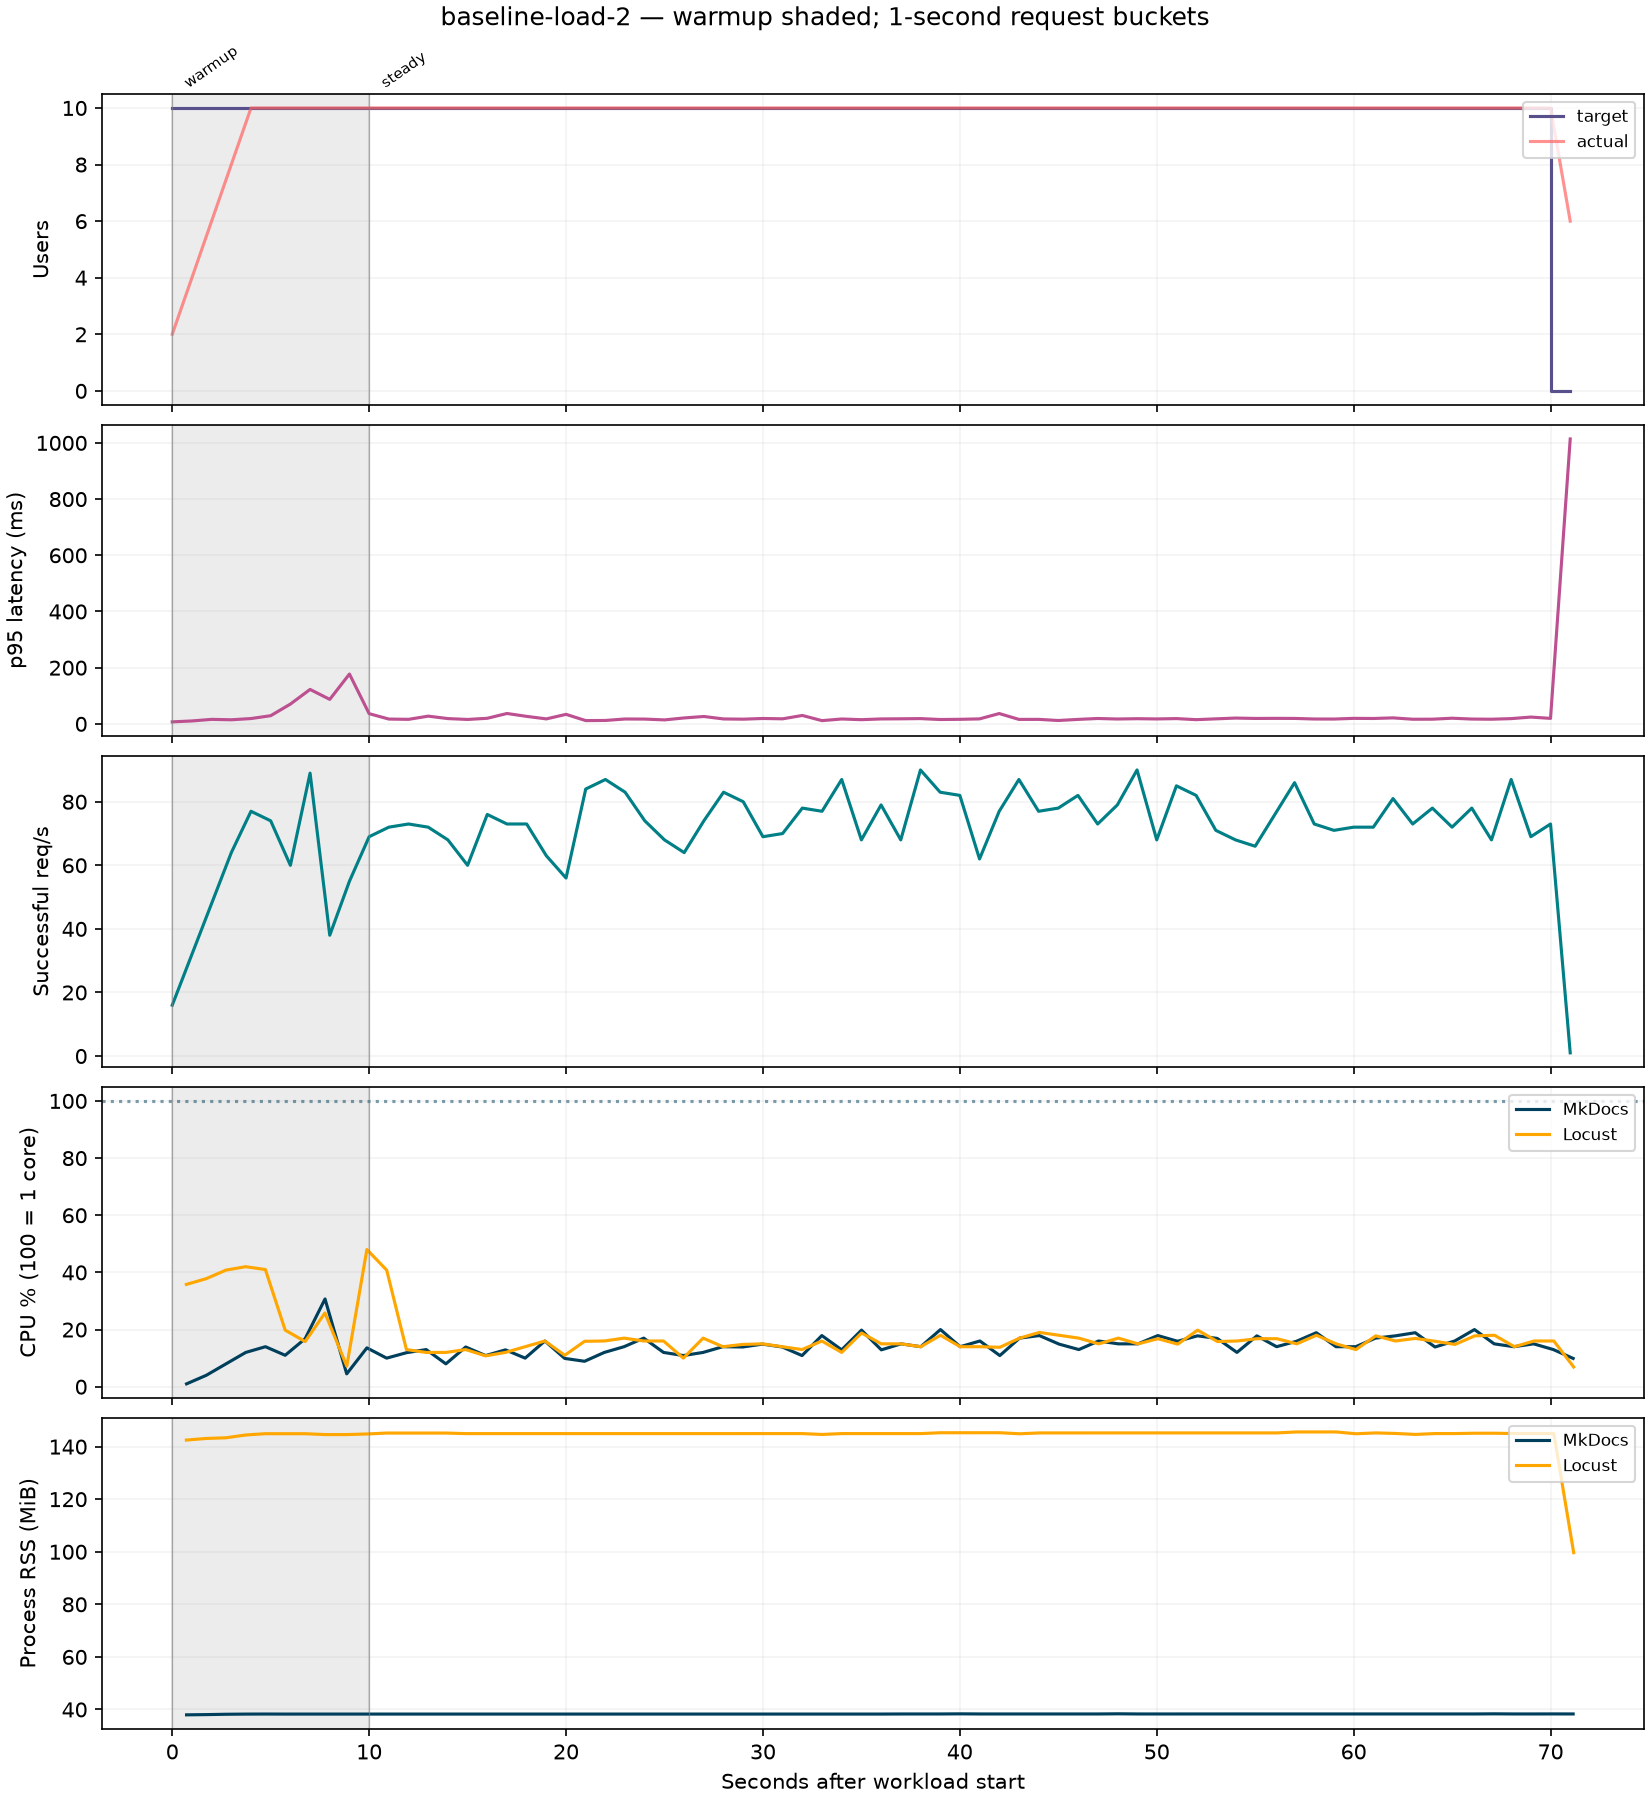 baseline-load-2 — warmup shaded; 1-second request buckets
warmup
steady
10
8
6
4
2
0
Users
target
actual
1000
800
600
400
200
0
p95 latency (ms)
80
60
40
20
0
Successful req/s
100
80
60
40
20
0
CPU % (100 = 1 core)
MkDocs
Locust
140
120
100
80
60
40
Process RSS (MiB)
MkDocs
Locust
0 10 20 30 40 50 60 70
Seconds after workload start